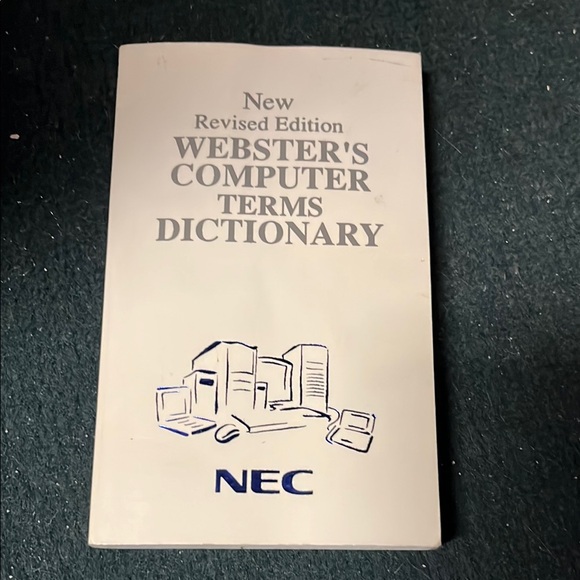 New
Revised Edition
WEBSTER'S
COMPUTER
TERMS
DICTIONARY
NEC